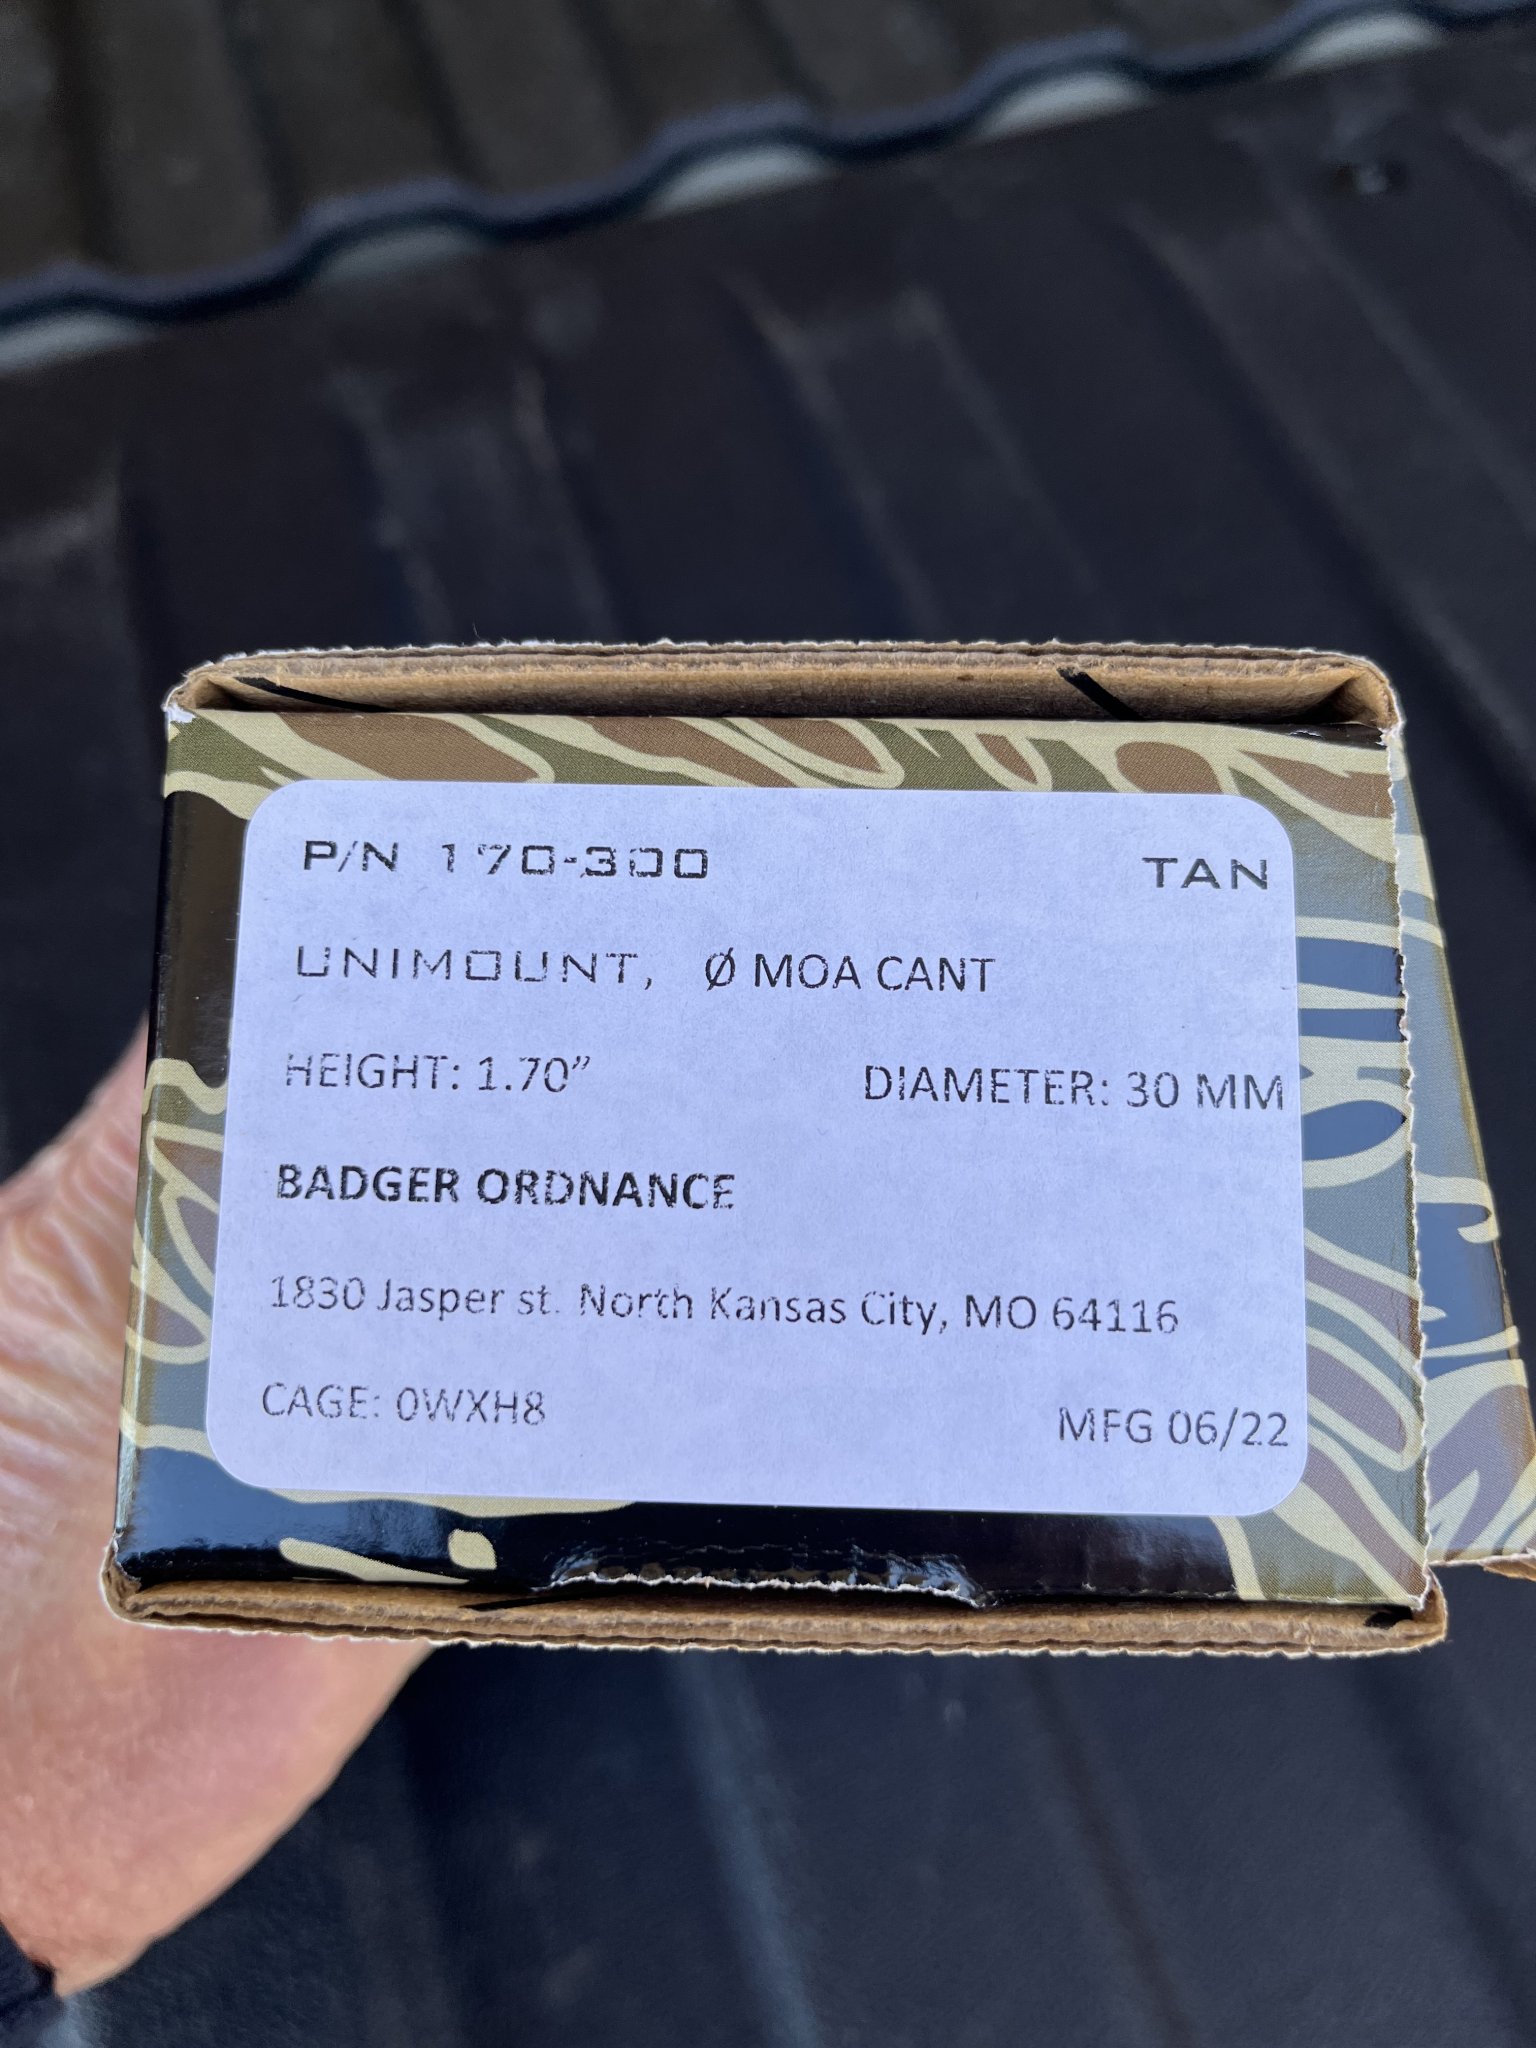 P/N 170-300 TAN
UNIMOUNT, Ø MOA CANT
HEIGHT: 1.70” DIAMETER: 30 MM
BADGER ORDNANCE
1830 Jasper st. North Kansas City, MO 64116
CAGE: 0WXH8 MFG 06/22